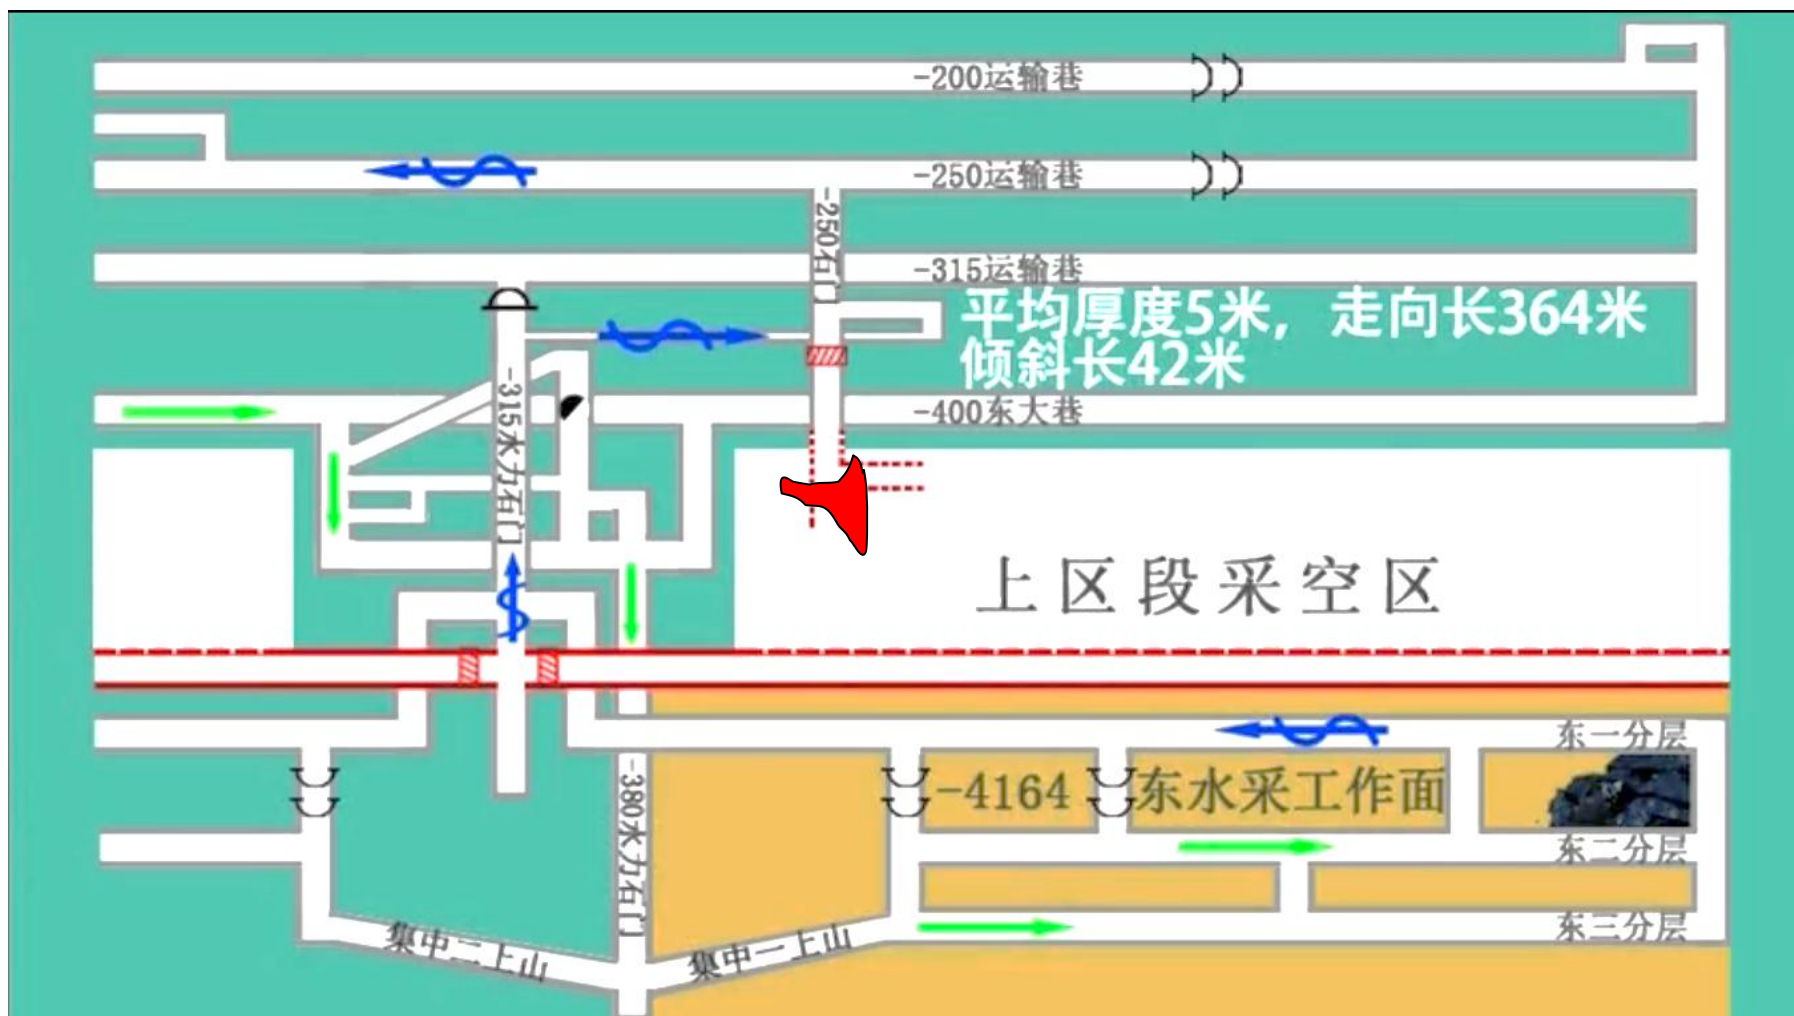 -200运输巷
-250运输巷
-250石门
-315运输巷
平均厚度5米，走向长364米
倾斜长42米
-315水力石门
-400东大巷
上区段采空区
东一分层
-4164
东水采工作面
-380水力石门
东二分层
东三分层
集中二上山
集中一上山